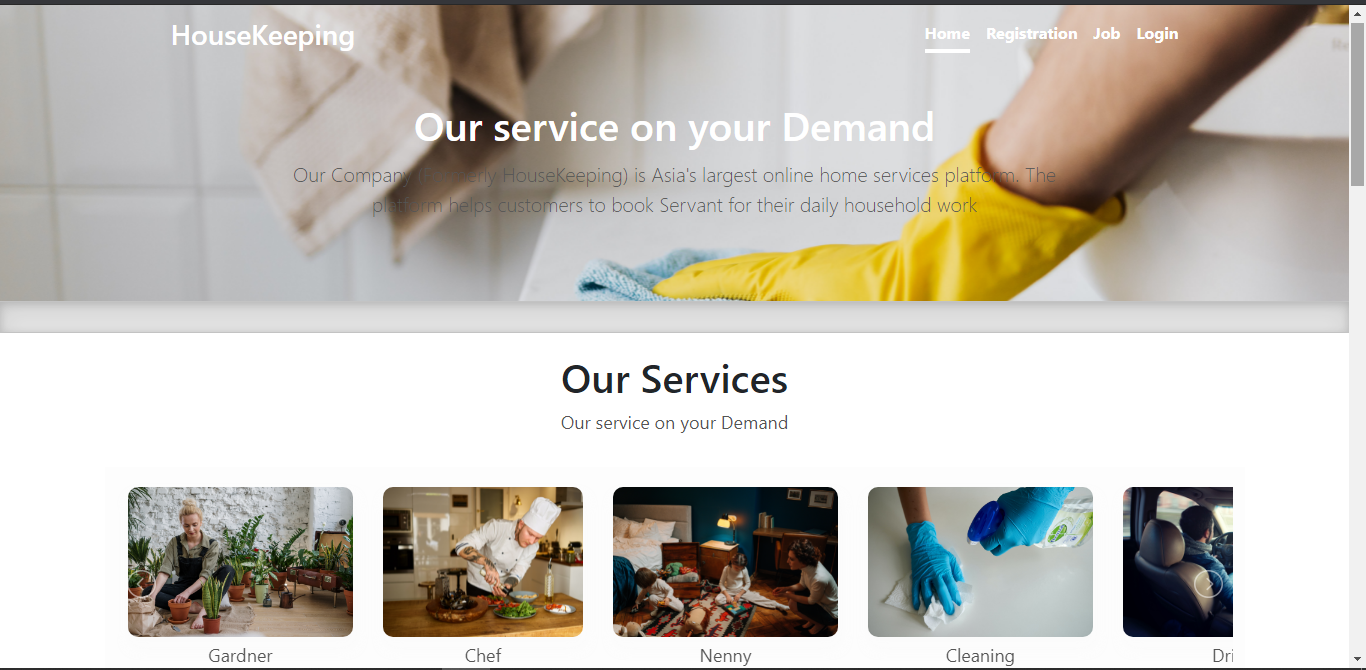 HouseKeeping
Home Registration Job Login
Our service on your Demand
Our Company (formerly HouseKeeping) is Asia's largest online home services platform. The
platform helps customers to book Servant for their daily household work
Our Services
Our service on your Demand
Gardner Chef Nenny Cleaning Dri